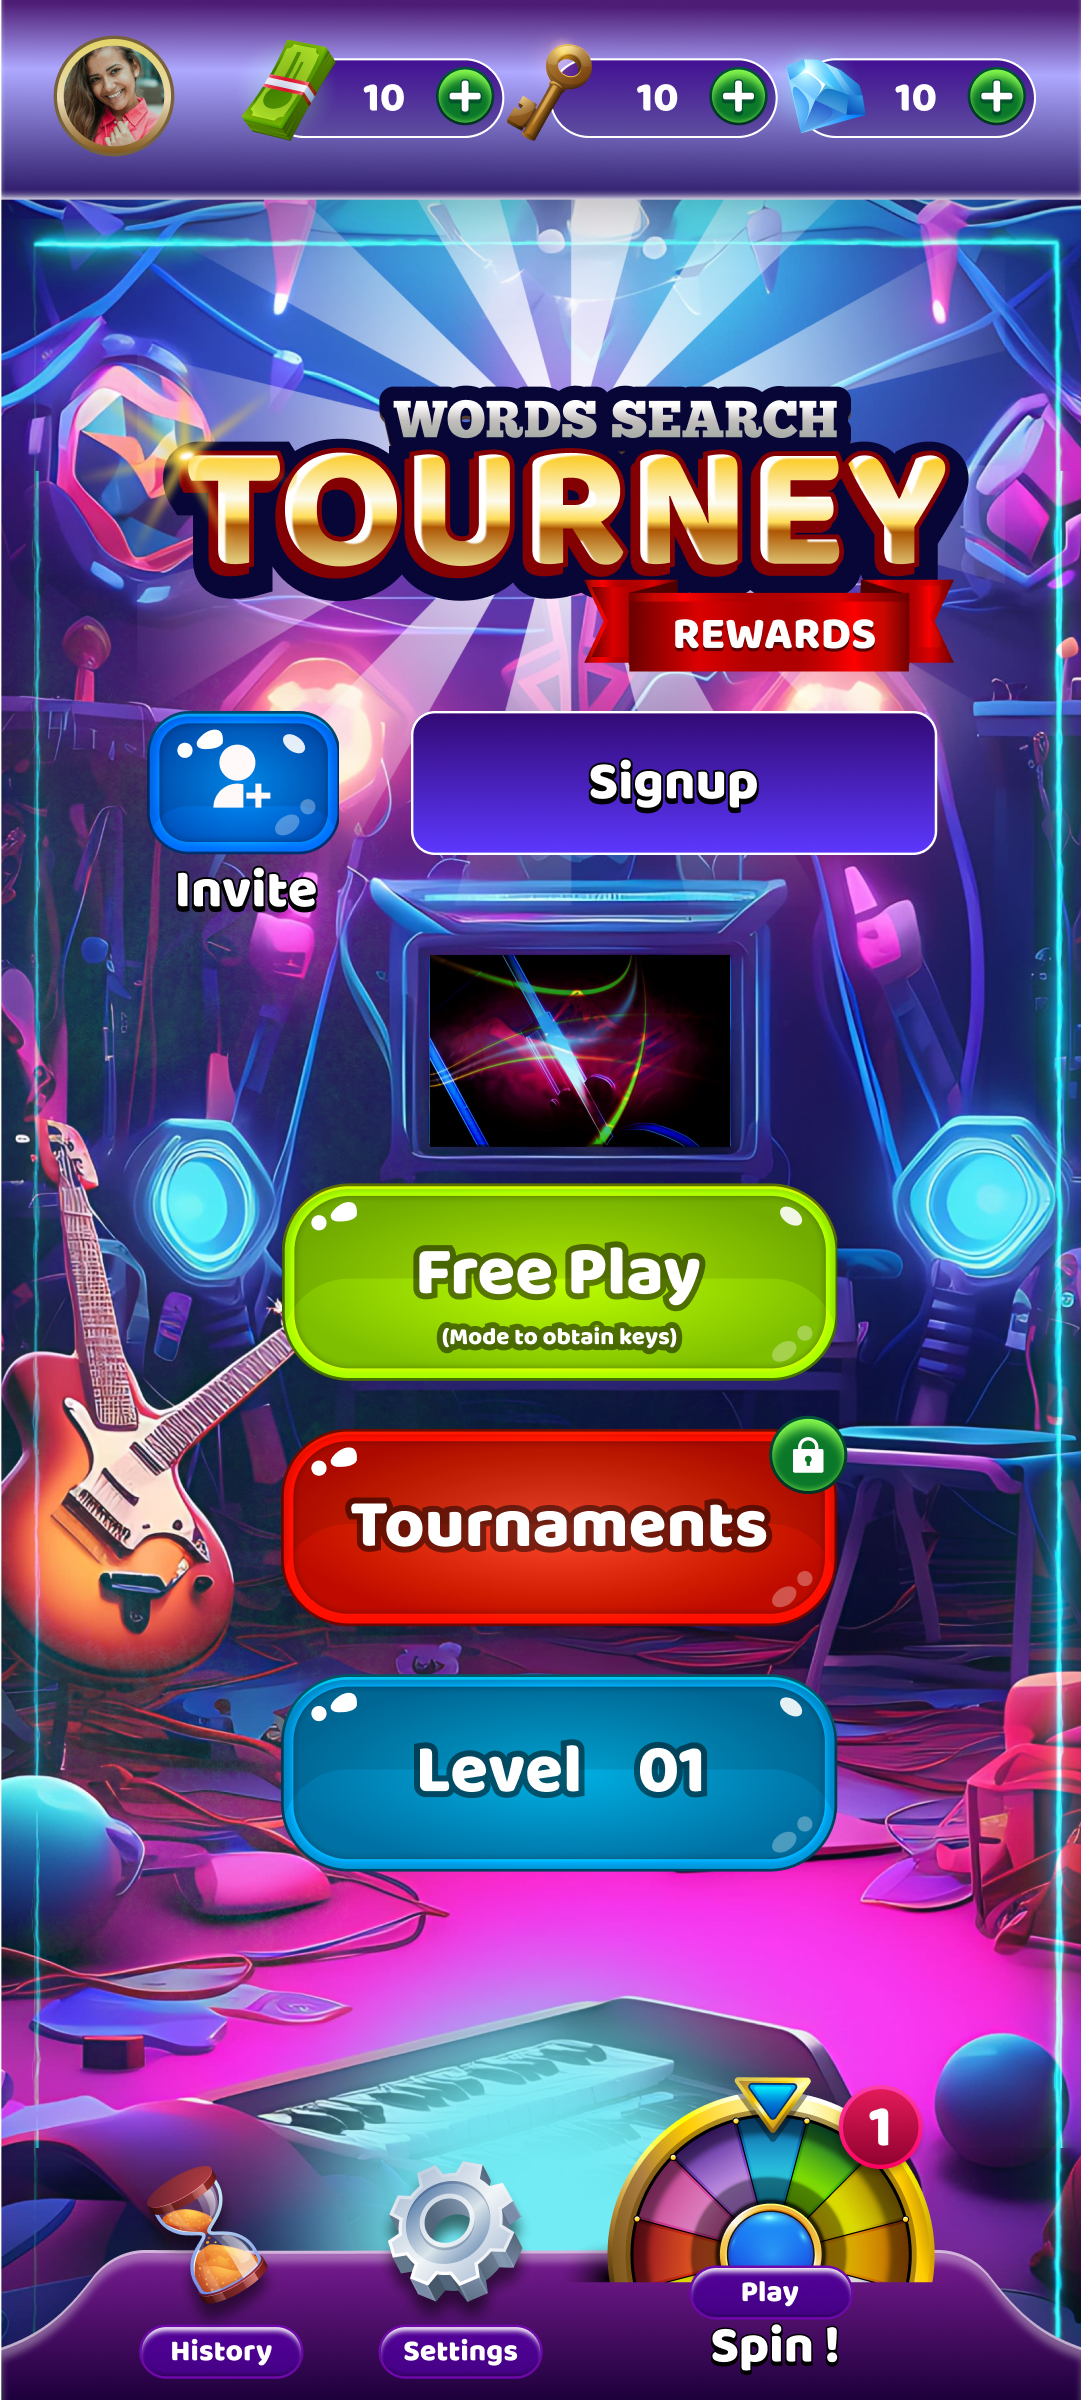 10
10
10
WORDS SEARCH
TOURNEY
REWARDS
Signup
Invite
Free Play
(Mode to obtain keys)
Tournaments
Level 01
1
Play
History
Settings
Spin !